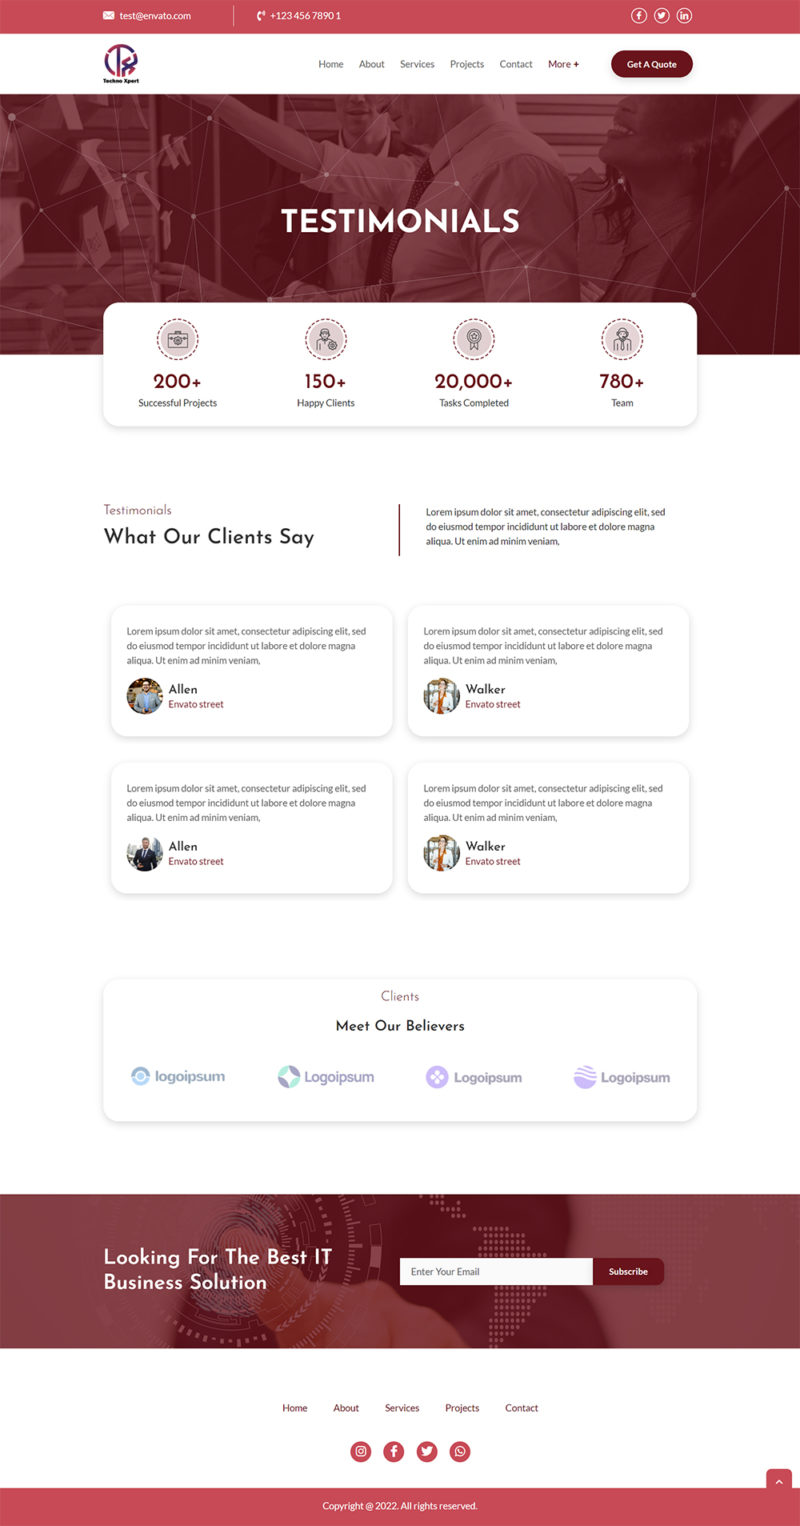 test@envato.com
+123 456 7890 1
Techno Xpert
Home About Services Projects Contact More +
Get A Quote
TESTIMONIALS
200+
Successful Projects
150+
Happy Clients
20,000+
Tasks Completed
780+
Team
Testimonials
What Our Clients Say
Lorem ipsum dolor sit amet, consectetur adipiscing elit, sed
do eiusmod tempor incididunt ut labore et dolore magna
aliqua. Ut enim ad minim veniam,
Lorem ipsum dolor sit amet, consectetur adipiscing elit, sed
do eiusmod tempor incididunt ut labore et dolore magna
aliqua. Ut enim ad minim veniam,
Allen
Envato street
Lorem ipsum dolor sit amet, consectetur adipiscing elit, sed
do eiusmod tempor incididunt ut labore et dolore magna
aliqua. Ut enim ad minim veniam,
Walker
Envato street
Lorem ipsum dolor sit amet, consectetur adipiscing elit, sed
do eiusmod tempor incididunt ut labore et dolore magna
aliqua. Ut enim ad minim veniam,
Allen
Envato street
Lorem ipsum dolor sit amet, consectetur adipiscing elit, sed
do eiusmod tempor incididunt ut labore et dolore magna
aliqua. Ut enim ad minim veniam,
Walker
Envato street
Clients
Meet Our Believers
logoipsum
Logoipsum
Logoipsum
Logoipsum
Looking For The Best IT
Business Solution
Enter Your Email
Subscribe
Home About Services Projects Contact
Copyright @ 2022. All rights reserved.